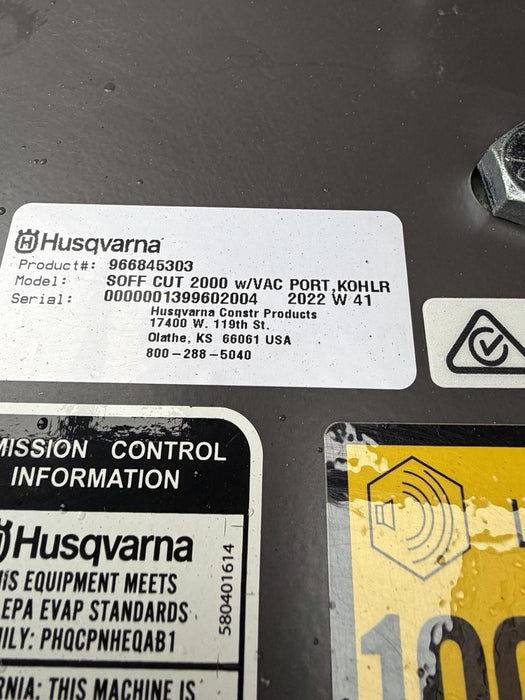 Husqvarna
Product#: 966845303
Model: SOFF CUT 2000 w/VAC PORT,KOHLR
Serial: 0000001399602004 2022 W 41
Husqvarna Constr Products
17400 W. 119th St.
Olathe, KS 66061 USA
800-288-5040
MISSION CONTROL
INFORMATION
Husqvarna
580401614
IS EQUIPMENT MEETS
EPA EVAP STANDARDS
ILY: PHQCPNHEQAB1
RNIA: THIS MACHINE IS
100